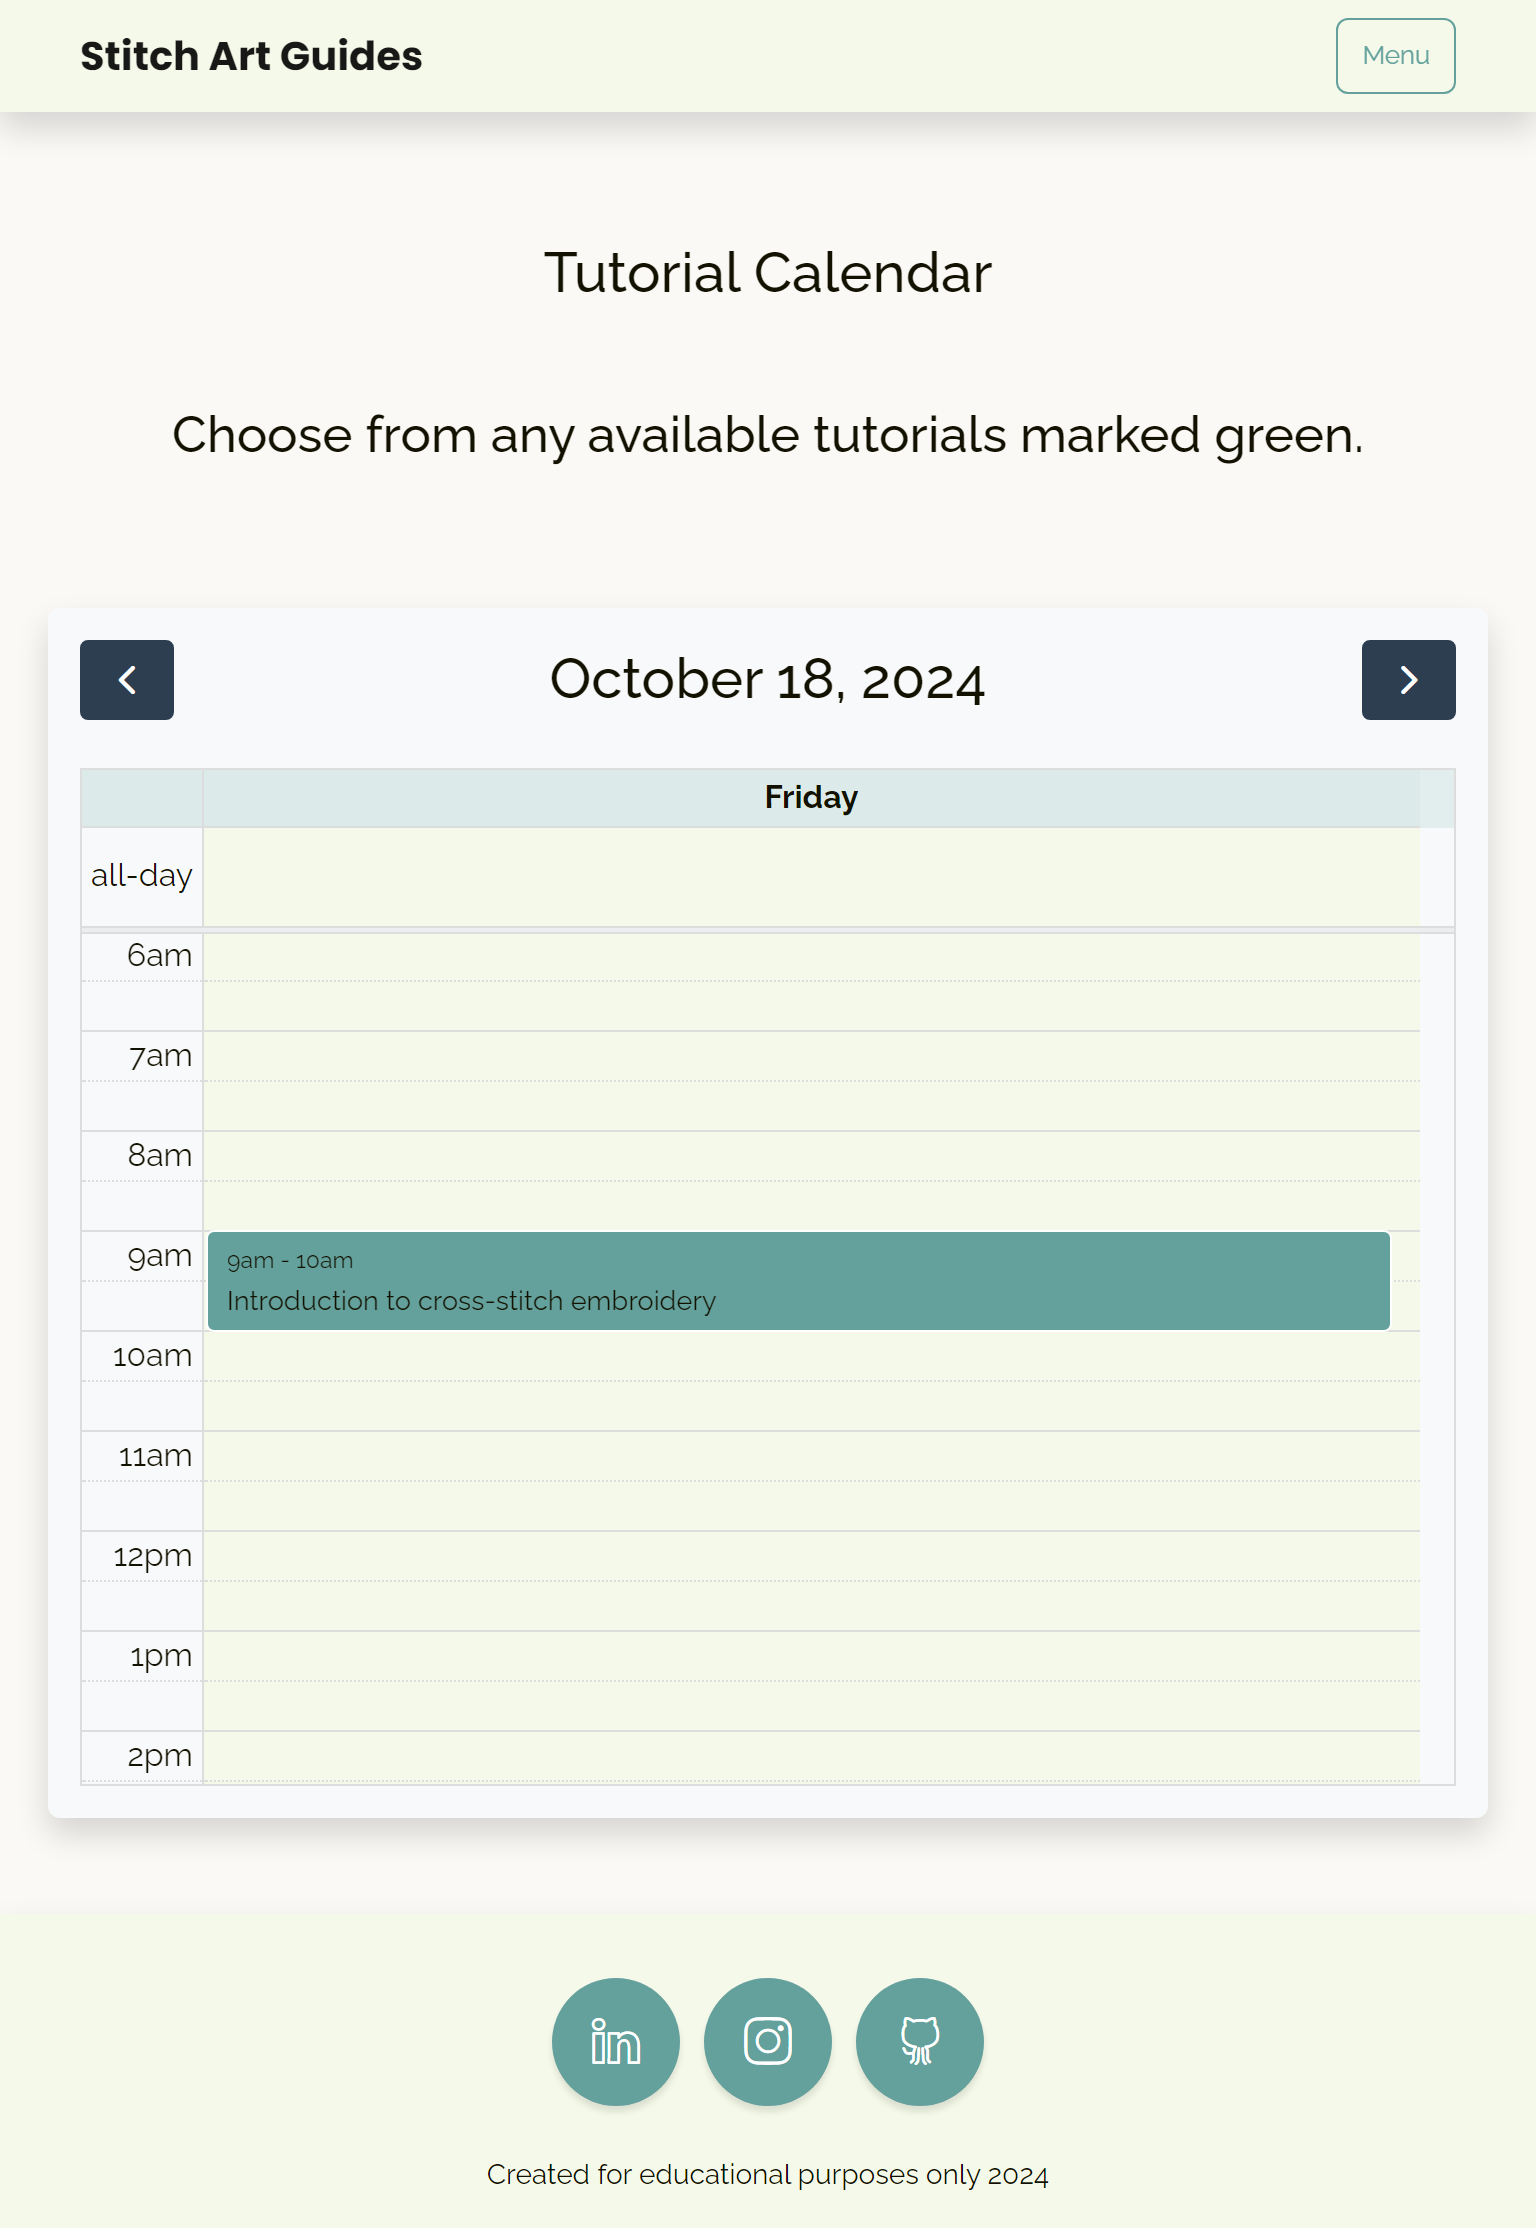 Stitch Art Guides
Menu
Tutorial Calendar
Choose from any available tutorials marked green.
October 18, 2024
Friday
all-day
6am
7am
8am
9am
9am - 10am
Introduction to cross-stitch embroidery
10am
11am
12pm
1pm
2pm
in
Created for educational purposes only 2024